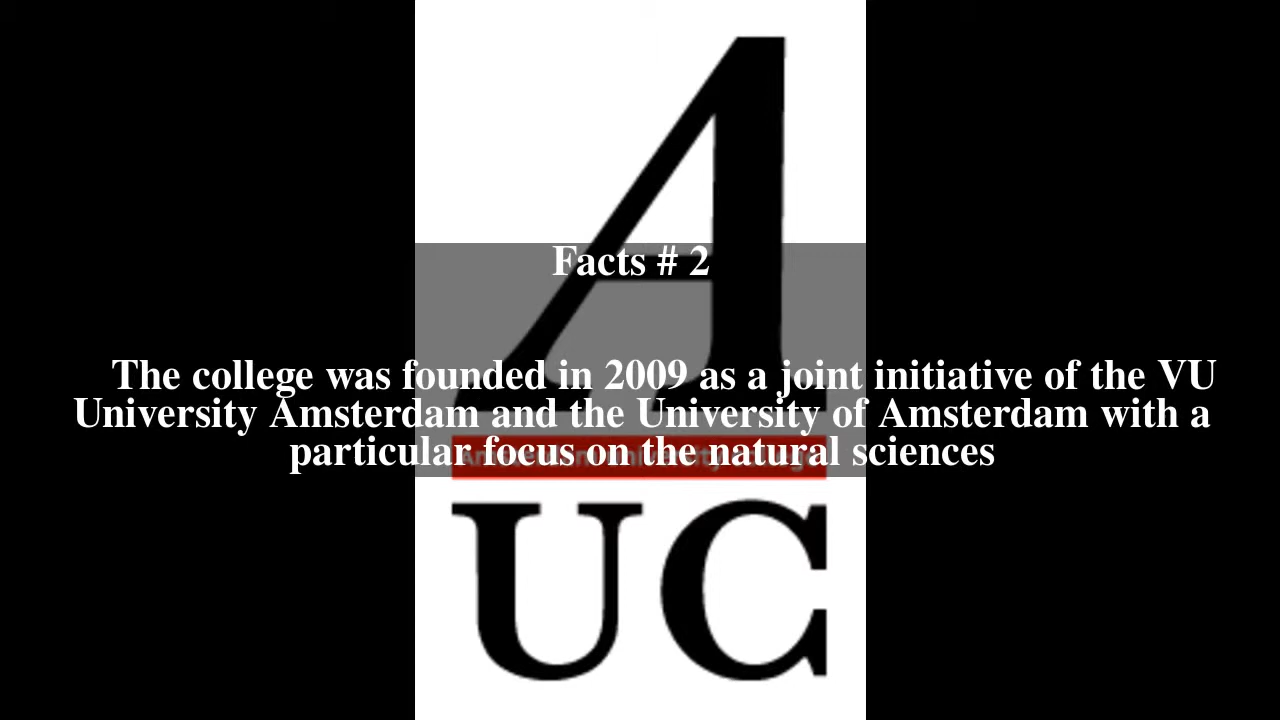 A
Facts # 2
The college was founded in 2009 as a joint initiative of the VU
University Amsterdam and the University of Amsterdam with a
particular focus on the natural sciences
UC